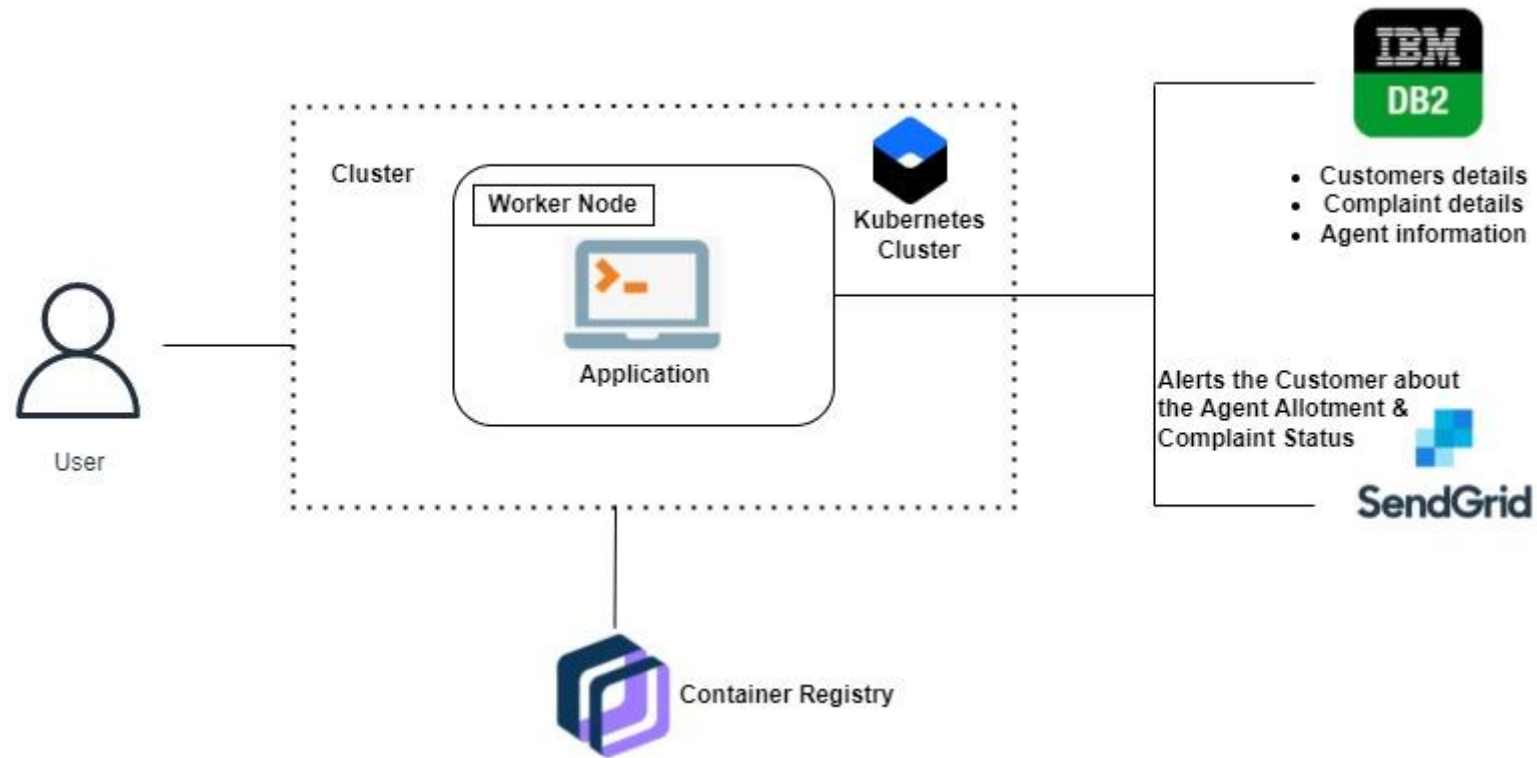 IBM
DB2
Cluster
Worker Node
Kubernetes
Cluster
Application
• Customers details
• Complaint details
• Agent information
User
Alerts the Customer about
the Agent Allotment &
Complaint Status
SendGrid
Container Registry